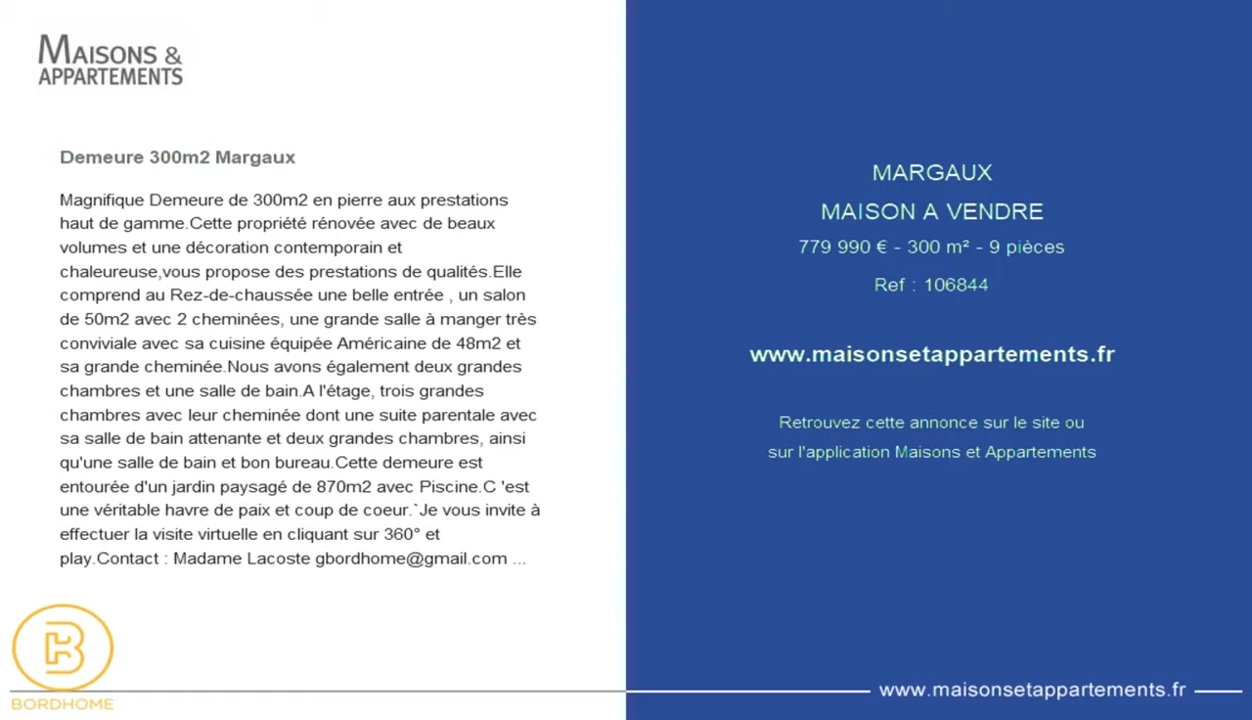 MAISONS &
APPARTEMENTS
Demeure 300m2 Margaux
Magnifique Demeure de 300m2 en pierre aux prestations
haut de gamme.Cette propriété rénovée avec de beaux
volumes et une décoration contemporain et
chaleureuse,vous propose des prestations de qualités.Elle
comprend au Rez-de-chaussée une belle entrée , un salon
de 50m2 avec 2 cheminées, une grande salle à manger très
conviviale avec sa cuisine équipée Américaine de 48m2 et
sa grande cheminée.Nous avons également deux grandes
chambres et une salle de bain.A l'étage, trois grandes
chambres avec leur cheminée dont une suite parentale avec
sa salle de bain attenante et deux grandes chambres, ainsi
qu'une salle de bain et bon bureau.Cette demeure est
entourée d'un jardin paysagé de 870m2 avec Piscine.C 'est
une véritable havre de paix et coup de coeur.`Je vous invite à
effectuer la visite virtuelle en cliquant sur 360° et
play.Contact : Madame Lacoste gbordhome@gmail.com ...
BORDHOME
MARGAUX
MAISON A VENDRE
779 990 € - 300 m² - 9 pièces
Ref : 106844
www.maisonsetappartements.fr
Retrouvez cette annonce sur le site ou
sur l'application Maisons et Appartements
www.maisonsetappartements.fr